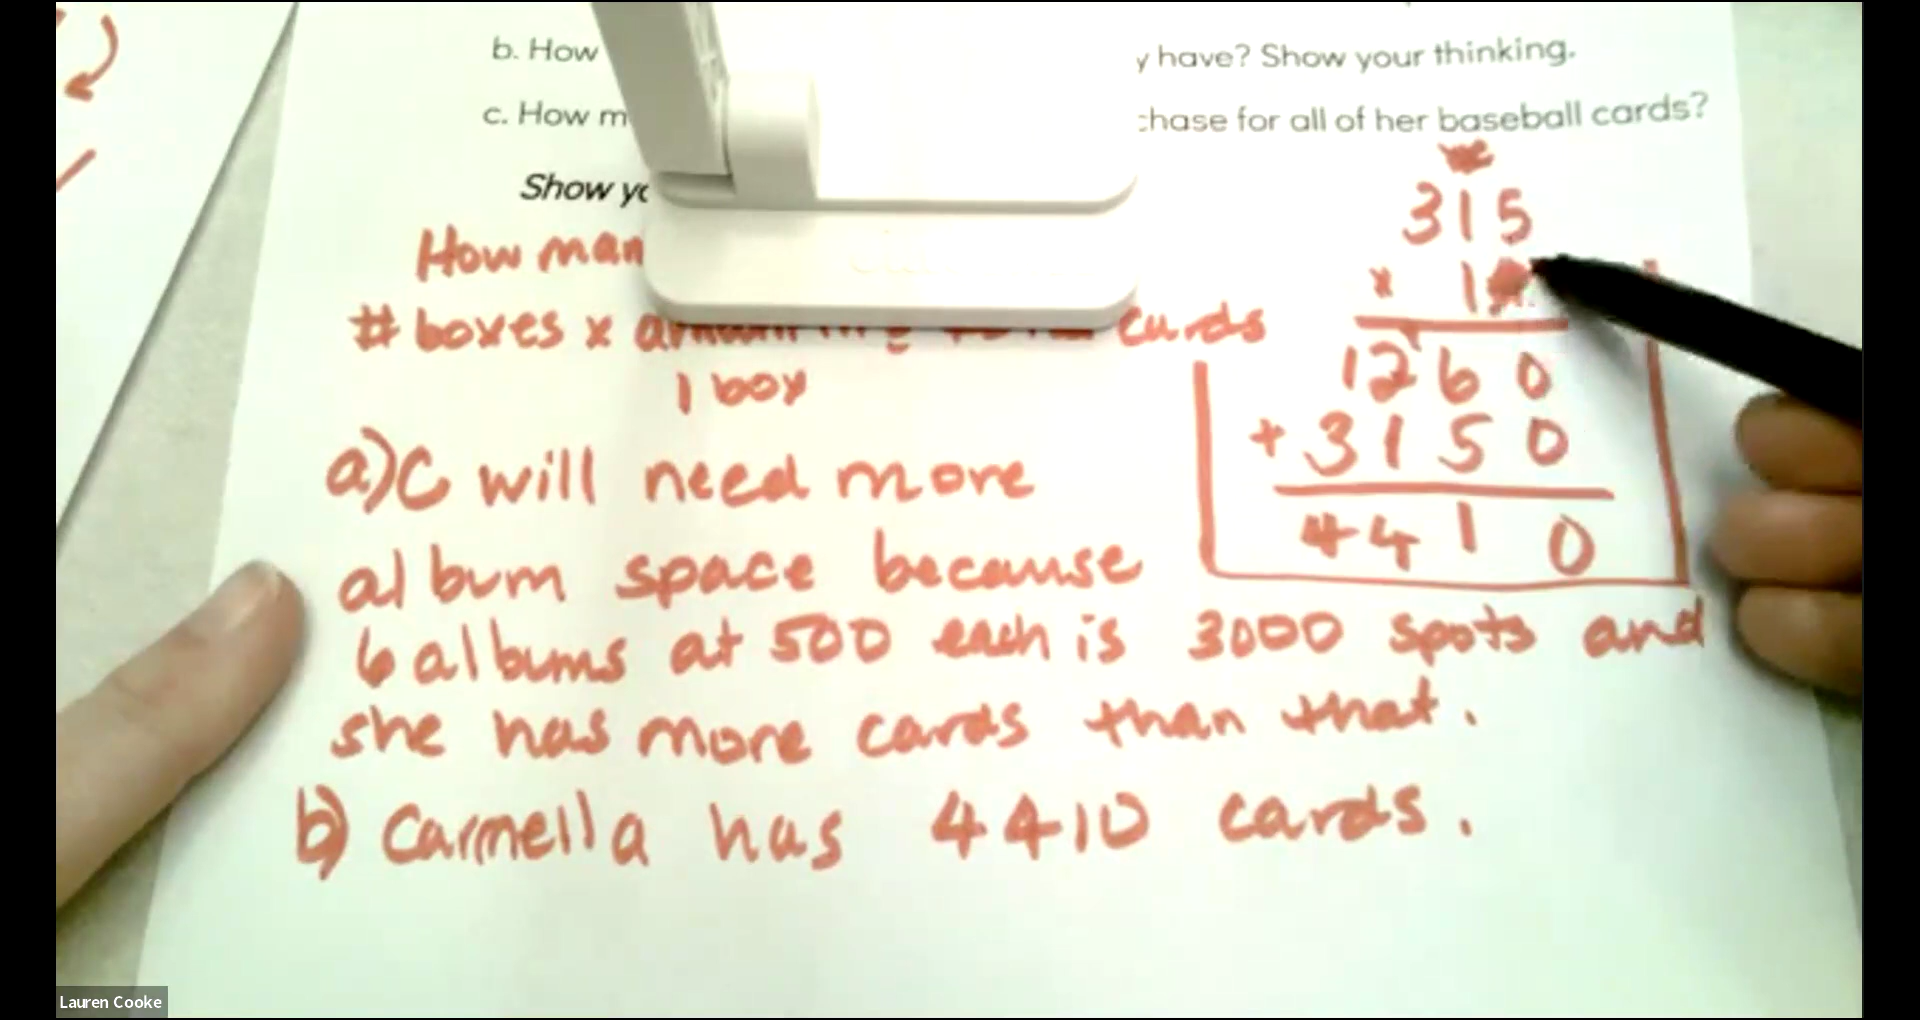 b. How y have? Show your thinking.
c. How m chase for all of her baseball cards?
Show yo
How man
315
x 1
# boxes x cards
1 box
1260
+ 3150
4410
a) C will need more
album space because
6 albums at 500 each is 3000 spots and
she has more cards than that.
b) Carmella has 4410 cards.
Lauren Cooke